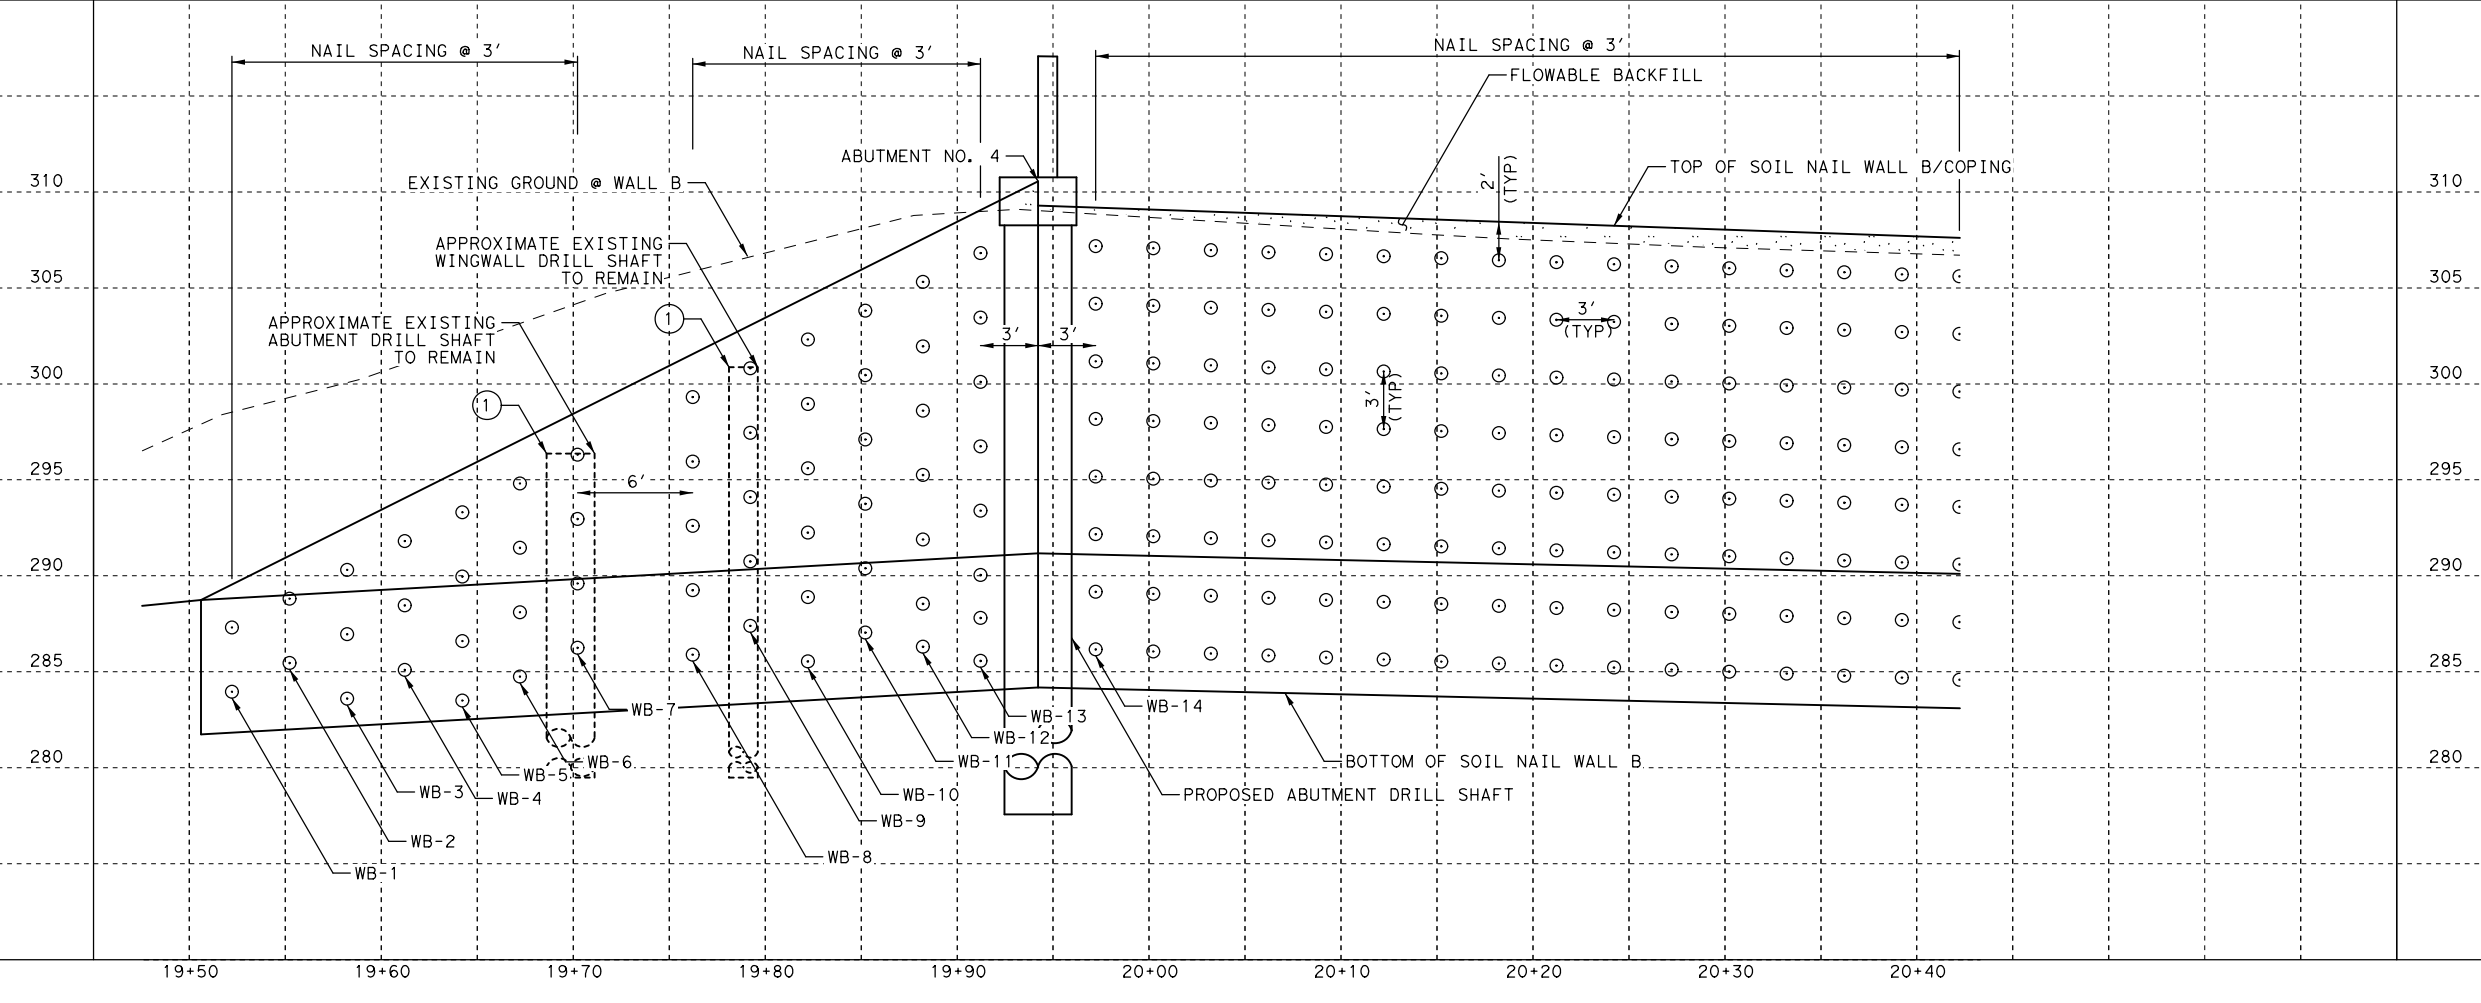 NAIL SPACING @ 3'
NAIL SPACING @ 3'
NAIL SPACING @ 3'
FLOWABLE BACKFILL
ABUTMENT NO. 4
2'
(TYP)
TOP OF SOIL NAIL WALL B/COPING
310
EXISTING GROUND @ WALL B
310
APPROXIMATE EXISTING
WINGWALL DRILL SHAFT
TO REMAIN
305
305
1
APPROXIMATE EXISTING
ABUTMENT DRILL SHAFT
TO REMAIN
3'
3'
3'
(TYP)
300
300
1
3'
(TYP)
295
6'
295
290
290
285
285
WB-7
WB-13
WB-14
WB-12
280
WB-5
WB-6
WB-11
BOTTOM OF SOIL NAIL WALL B
280
WB-3
WB-4
WB-10
PROPOSED ABUTMENT DRILL SHAFT
WB-9
WB-2
WB-8
WB-1
19+50
19+60
19+70
19+80
19+90
20+00
20+10
20+20
20+30
20+40